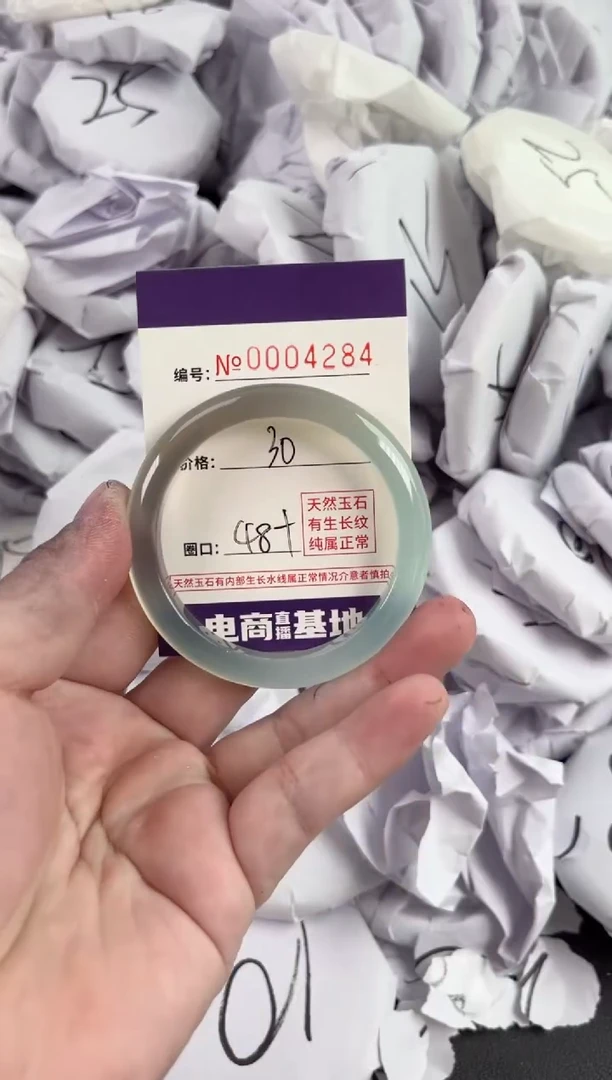 25
编号: №0004284
价格: 30
圈口: 48+
天然玉石
有生长纹
纯属正常
天然玉石有内部生长水线属正常情况介意者慎拍
电商直播基地